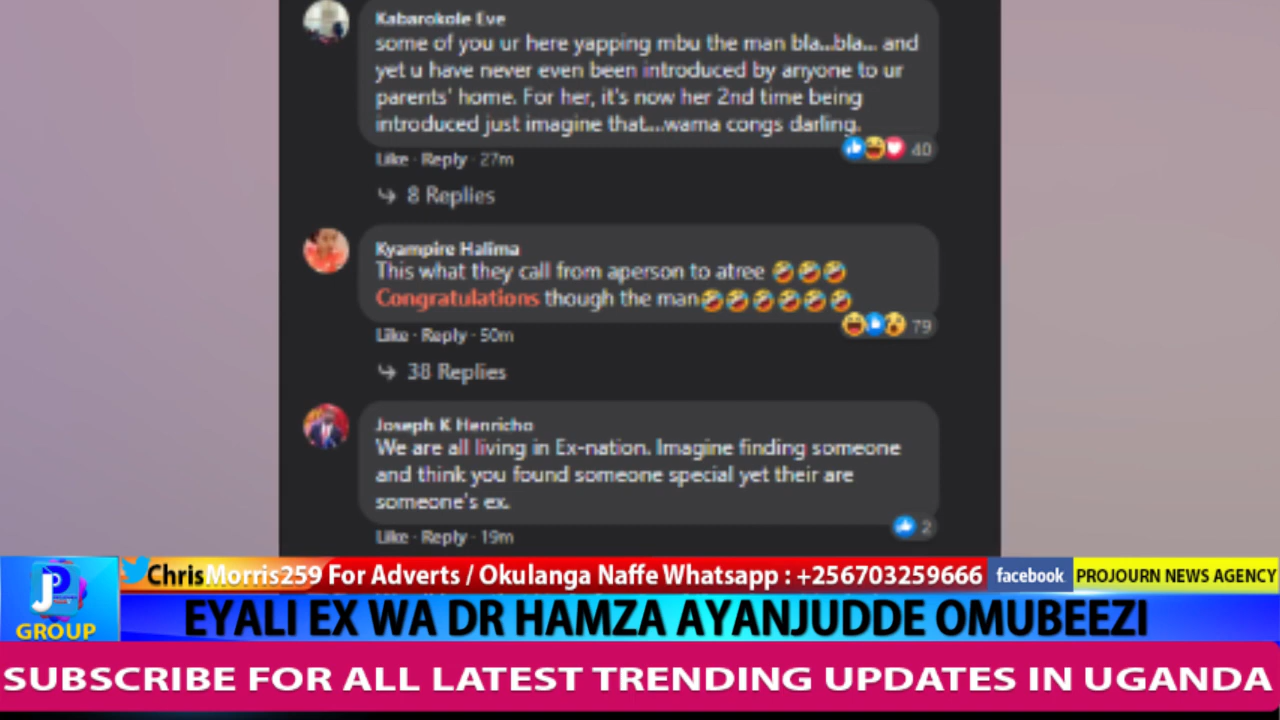 Kabarokole Eve
some of you ur here yapping mbu the man bla...bla... and
yet u have never even been introduced by anyone to ur
parents' home. For her, it's now her 2nd time being
introduced just imagine that....wama congs darling.
40
Like · Reply · 27m
8 Replies
Kyampire Halima
This what they call from aperson to atree 🤣🤣🤣
Congratulations though the man🤣🤣🤣🤣🤣🤣
79
Like · Reply · 50m
38 Replies
Joseph K Henricho
We are all living in Ex-nation. Imagine finding someone
and think you found someone special yet their are
someone's ex.
2
Like · Reply · 19m
JP
GROUP
ChrisMorris259 For Adverts / Okulanga Naffe Whatsapp : +256703259666 facebook PROJOURN NEWS AGENCY
EYALI EX WA DR HAMZA AYANJUDDE OMUBEEZI
SUBSCRIBE FOR ALL LATEST TRENDING UPDATES IN UGANDA